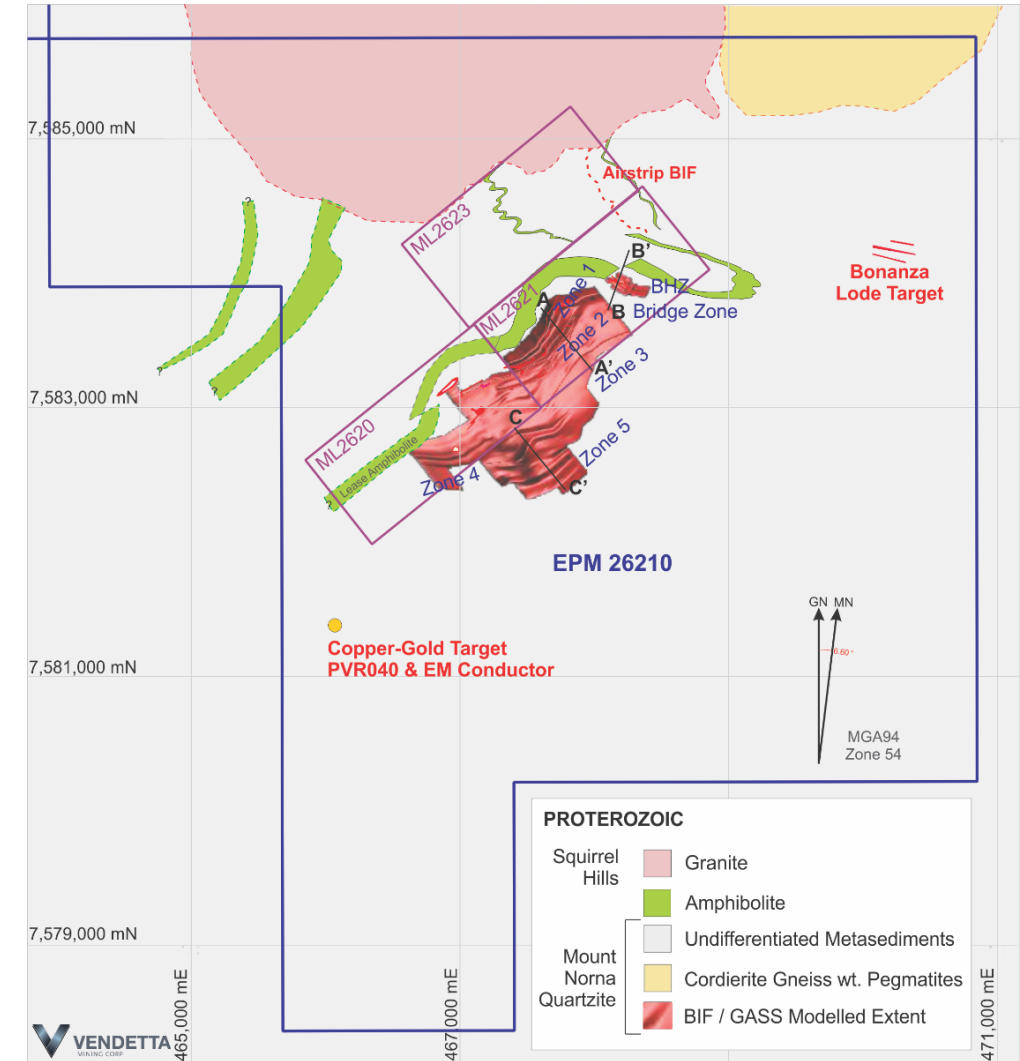 7,585,000 mN
Airstrip BIF
ML2623
?
?
B'
Bonanza
Lode Target
BHZ
Zone 1
A
ML2621
B
Bridge Zone
Zone 2
A'
Zone 3
?
?
7,583,000 mN
C
ML2620
Zone 5
Lease Amphibolite
Zone 4
C'
?
EPM 26210
GN MN
6.60°
Copper-Gold Target
PVR040 & EM Conductor
7,581,000 mN
MGA94
Zone 54
PROTEROZOIC
Squirrel
Hills
Granite
Amphibolite
Mount
Norna
Quartzite
Undifferentiated Metasediments
Cordierite Gneiss wt. Pegmatites
BIF / GASS Modelled Extent
7,579,000 mN
465,000 mE
467,000 mE
471,000 mE
VENDETTA
MINING CORP